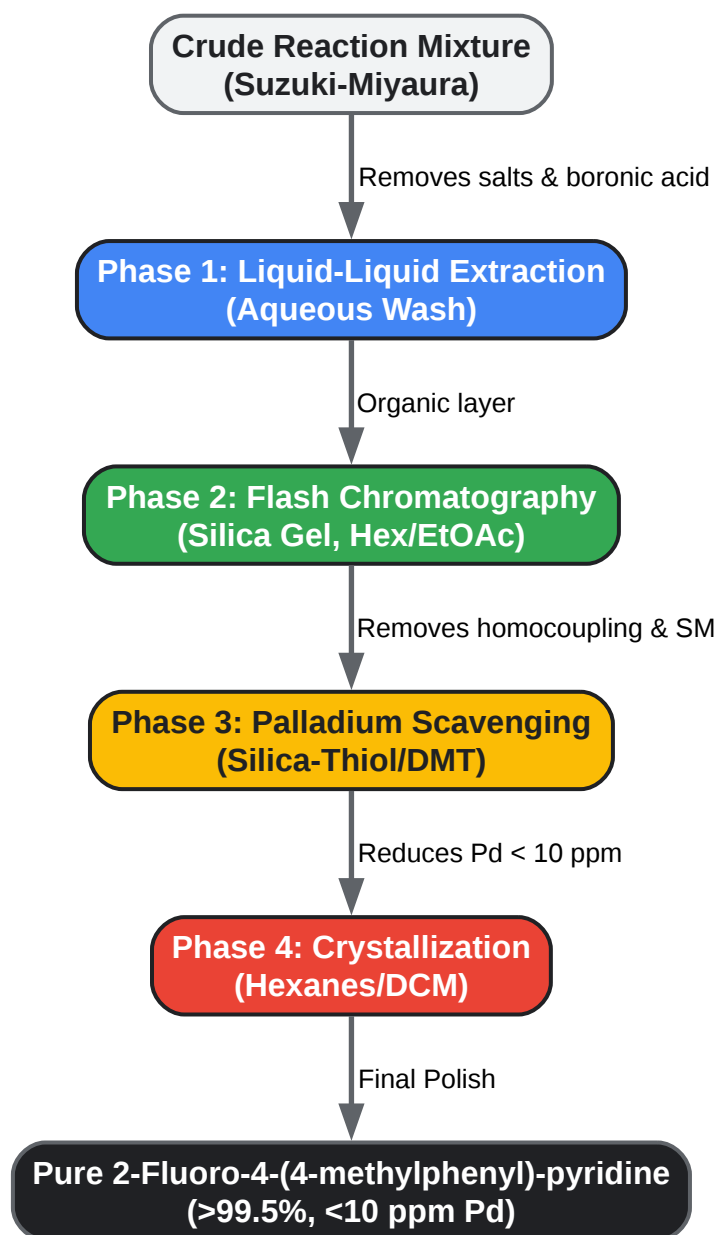 Crude Reaction Mixture
(Suzuki-Miyaura)
Removes salts & boronic acid
Phase 1: Liquid-Liquid Extraction
(Aqueous Wash)
Organic layer
Phase 2: Flash Chromatography
(Silica Gel, Hex/EtOAc)
Removes homocoupling & SM
Phase 3: Palladium Scavenging
(Silica-Thiol/DMT)
Reduces Pd < 10 ppm
Phase 4: Crystallization
(Hexanes/DCM)
Final Polish
Pure 2-Fluoro-4-(4-methylphenyl)-pyridine
(>99.5%, <10 ppm Pd)